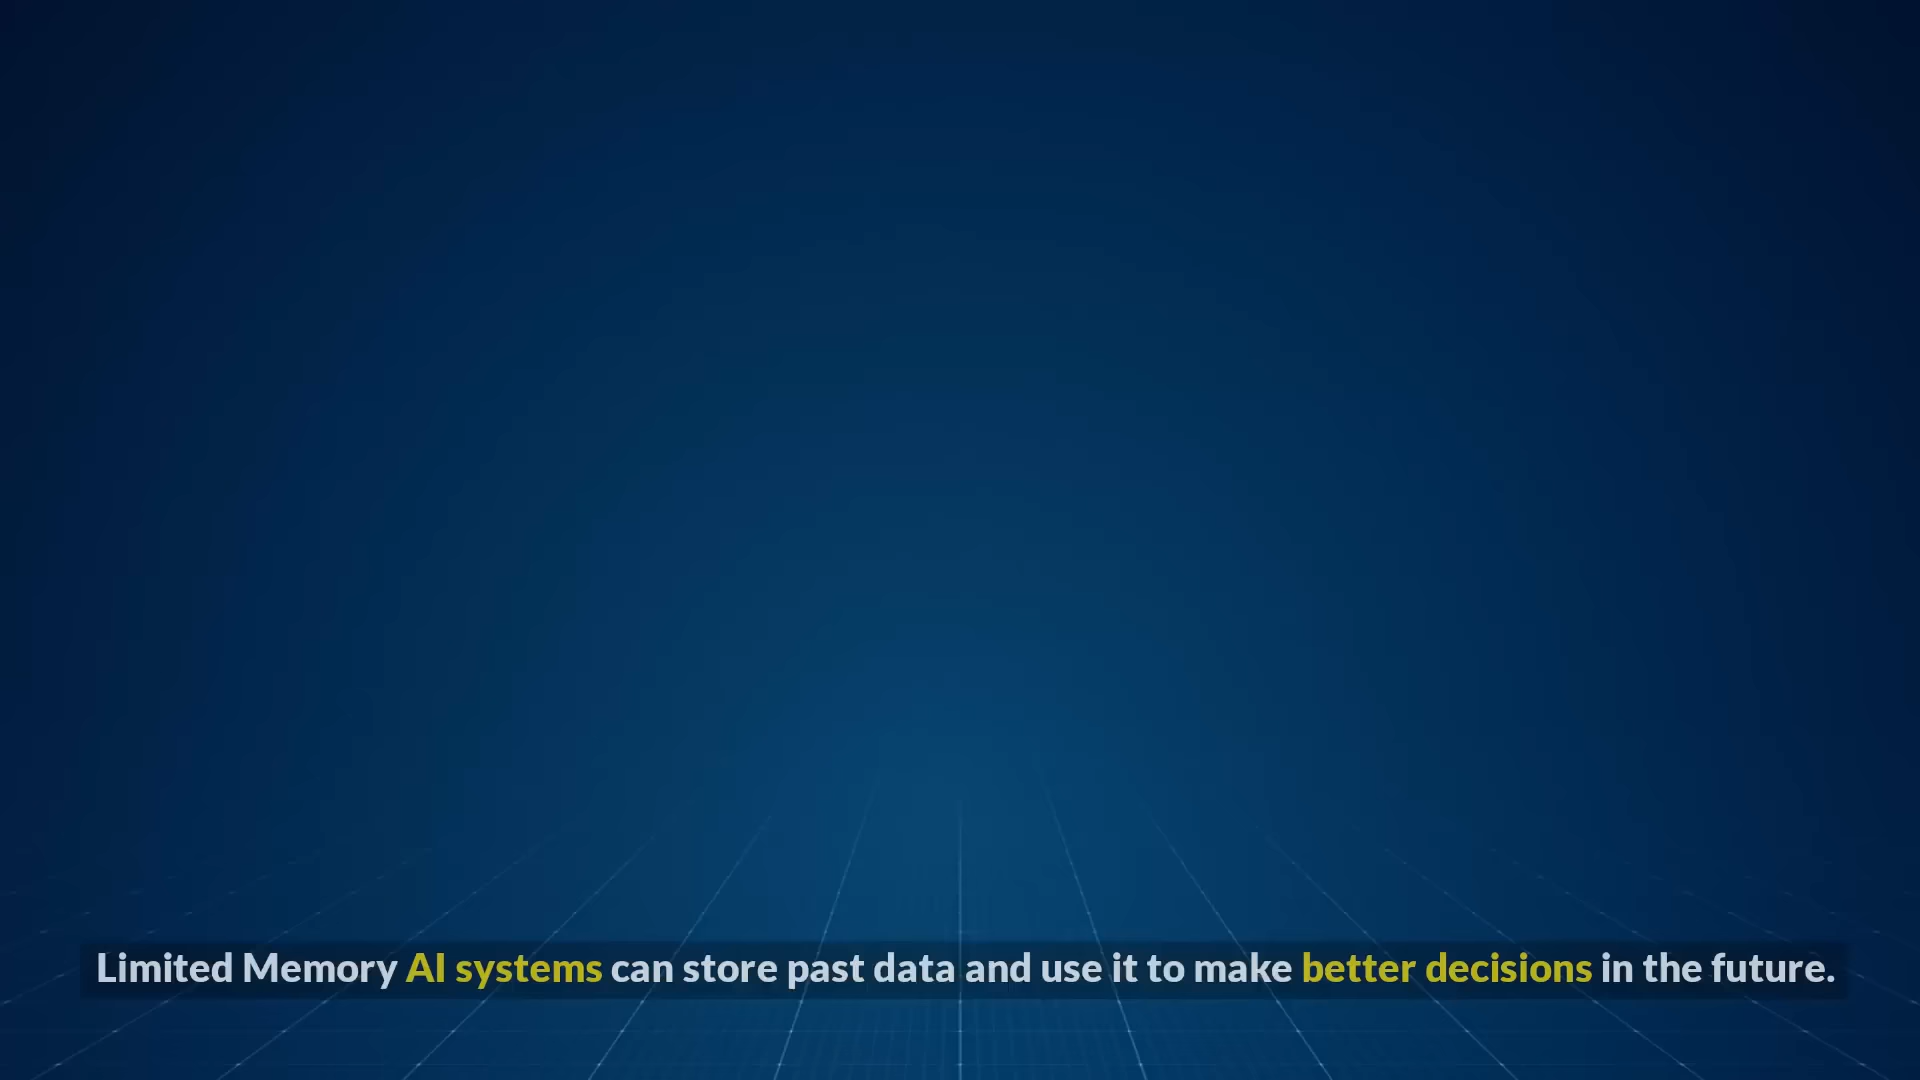 Limited Memory AI systems can store past data and use it to make better decisions in the future.